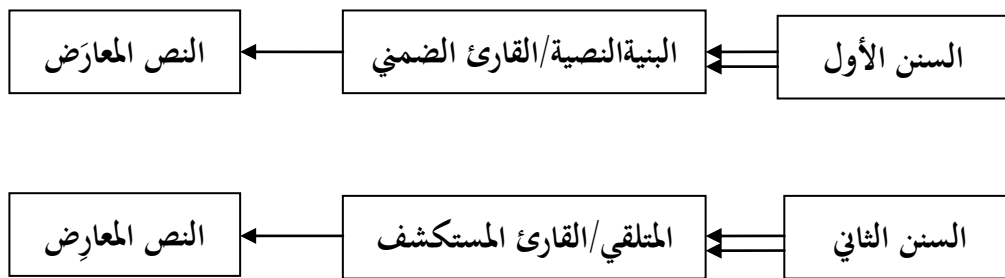 السنن الأول
البنيةالنصية/القارئ الضمني
النص المعارَض
السنن الثاني
المتلقي/القارئ المستكشف
النص المعارِض